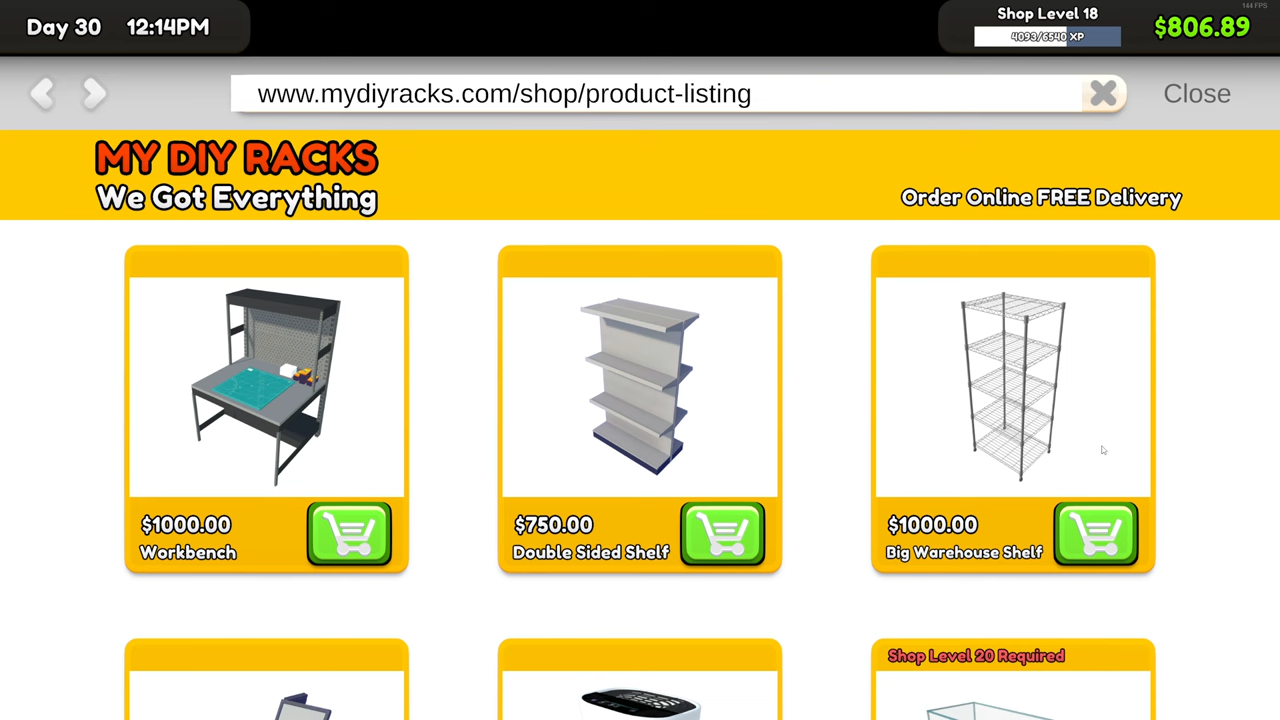 144 FPS
Day 30 12:14PM
Shop Level 18
4093/6540 XP
$806.89
www.mydiyracks.com/shop/product-listing
Close
MY DIY RACKS
We Got Everything
Order Online FREE Delivery
$1000.00
Workbench
$750.00
Double Sided Shelf
$1000.00
Big Warehouse Shelf
Shop Level 20 Required